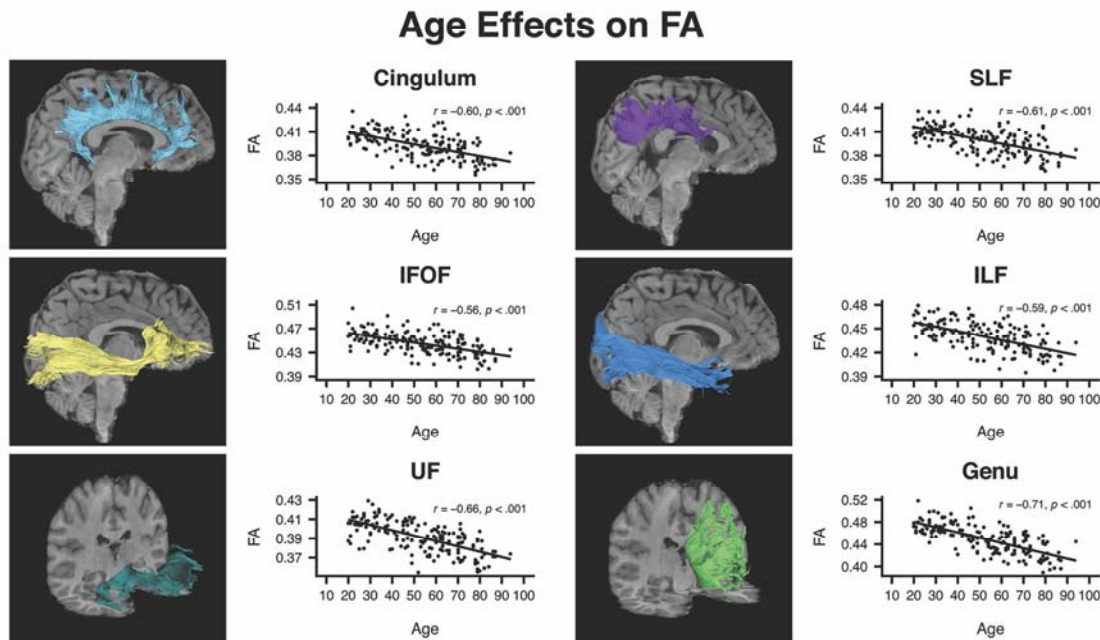 Age Effects on FA
Cingulum
r = −0.60, p < .001
FA
0.44
0.41
0.38
0.35
10 20 30 40 50 60 70 80 90 100
Age
SLF
r = −0.61, p < .001
FA
0.44
0.41
0.38
0.35
10 20 30 40 50 60 70 80 90 100
Age
IFOF
r = −0.56, p < .001
FA
0.51
0.47
0.43
0.39
10 20 30 40 50 60 70 80 90 100
Age
ILF
r = −0.59, p < .001
FA
0.48
0.45
0.42
0.39
10 20 30 40 50 60 70 80 90 100
Age
UF
r = −0.66, p < .001
FA
0.43
0.41
0.39
0.37
10 20 30 40 50 60 70 80 90 100
Age
Genu
r = −0.71, p < .001
FA
0.52
0.48
0.44
0.40
10 20 30 40 50 60 70 80 90 100
Age